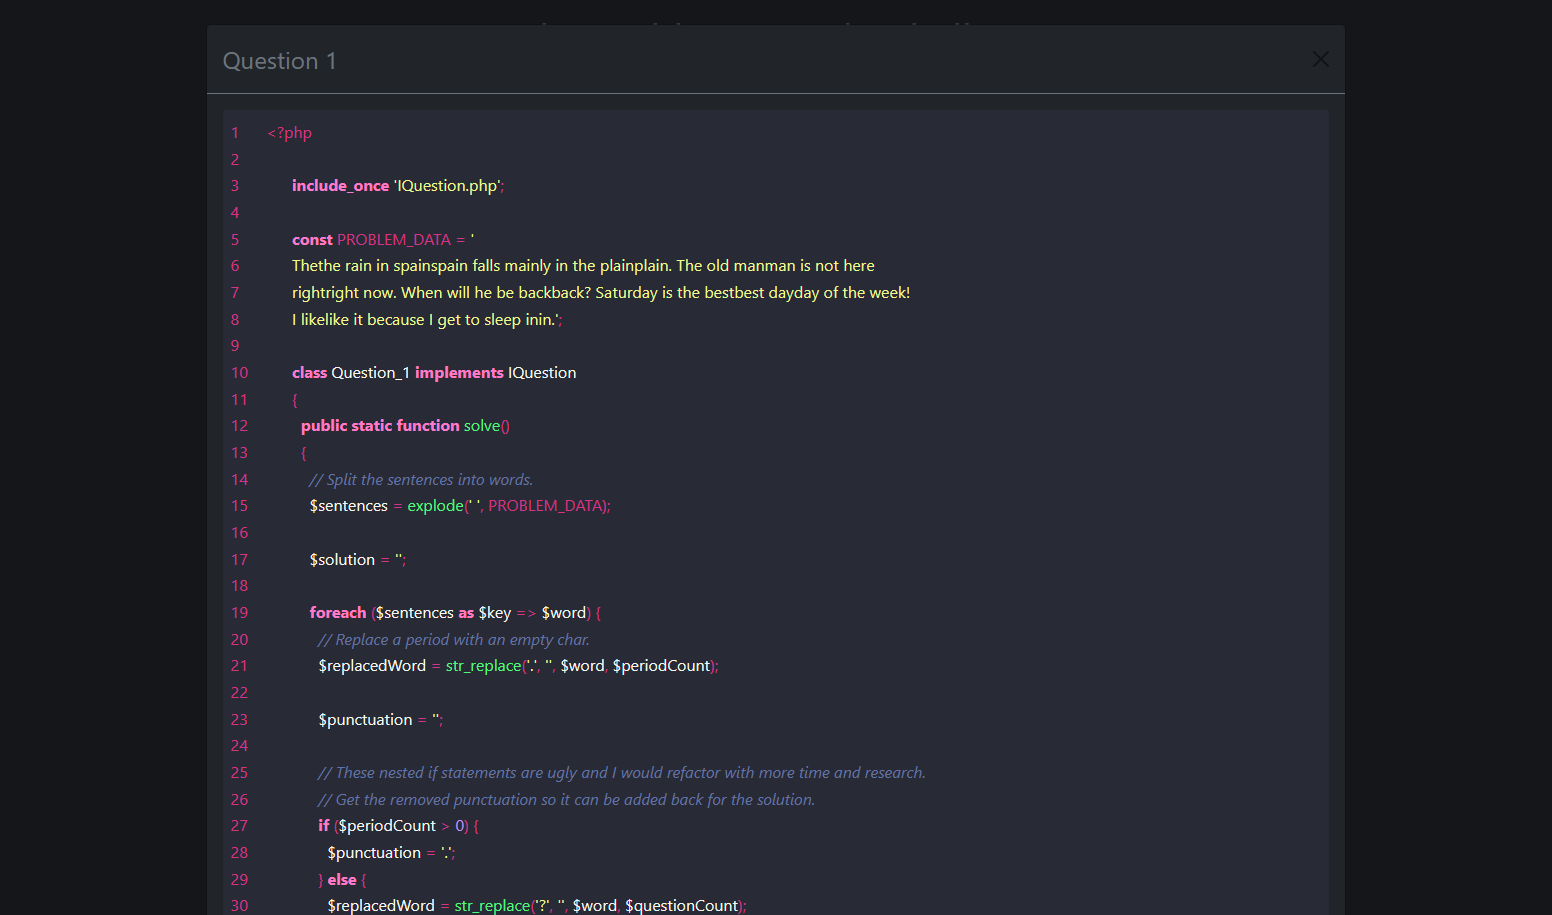 Question 1
1 <?php
2
3 include_once 'IQuestion.php';
4
5 const PROBLEM_DATA = '
6 Thethe rain in spainspain falls mainly in the plainplain. The old manman is not here
7 rightright now. When will he be backback? Saturday is the bestbest dayday of the week!
8 I likelike it because I get to sleep inin.';
9
10 class Question_1 implements IQuestion
11 {
12 public static function solve()
13 {
14 // Split the sentences into words.
15 $sentences = explode(' ', PROBLEM_DATA);
16
17 $solution = '';
18
19 foreach ($sentences as $key => $word) {
20 // Replace a period with an empty char.
21 $replacedWord = str_replace('.', '', $word, $periodCount);
22
23 $punctuation = '';
24
25 // These nested if statements are ugly and I would refactor with more time and research.
26 // Get the removed punctuation so it can be added back for the solution.
27 if ($periodCount > 0) {
28 $punctuation = '.';
29 } else {
30 $replacedWord = str_replace('?', '', $word, $questionCount);